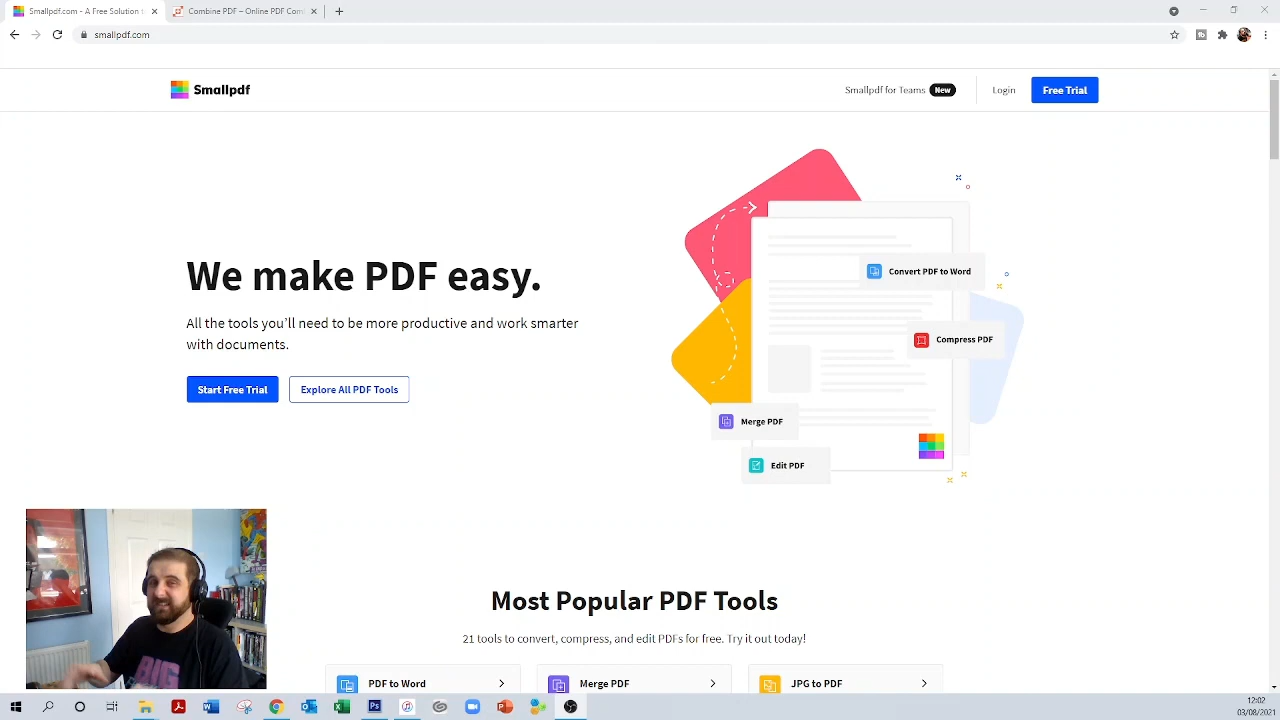 Smallpdf.com - A Free Solution t
Combine PDF – Online PDF Com
smallpdf.com
Smallpdf
Smallpdf for Teams New
Login
Free Trial
We make PDF easy.
All the tools you’ll need to be more productive and work smarter
with documents.
Start Free Trial
Explore All PDF Tools
Convert PDF to Word
Compress PDF
Merge PDF
Edit PDF
Most Popular PDF Tools
21 tools to convert, compress, and edit PDFs for free. Try it out today!
PDF to Word
Merge PDF
JPG to PDF
12:02
03/08/2021